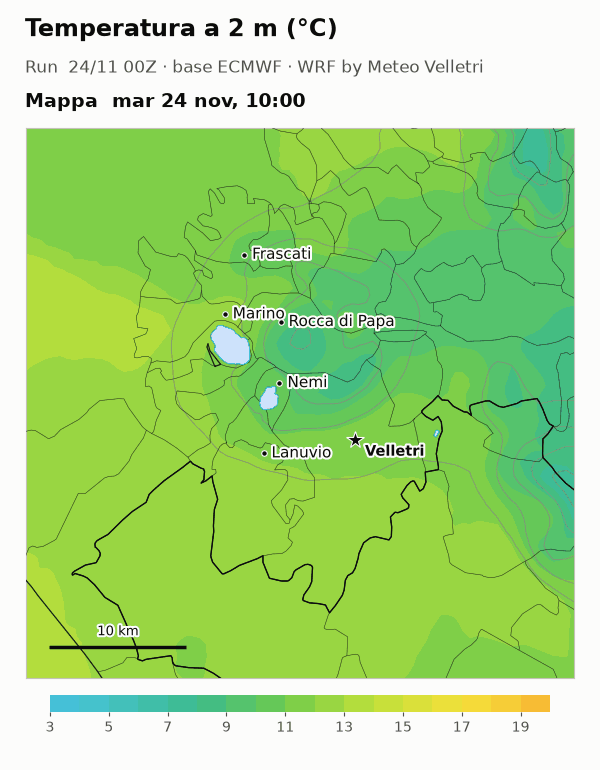 Temperatura a 2 m (°C)
Run  24/11 00Z · base ECMWF · WRF by Meteo Velletri
Mappa  mar 24 nov, 10:00
Frascati
Marino
Rocca di Papa
Nemi
Velletri
Lanuvio
10 km
3 5 7 9 11 13 15 17 19